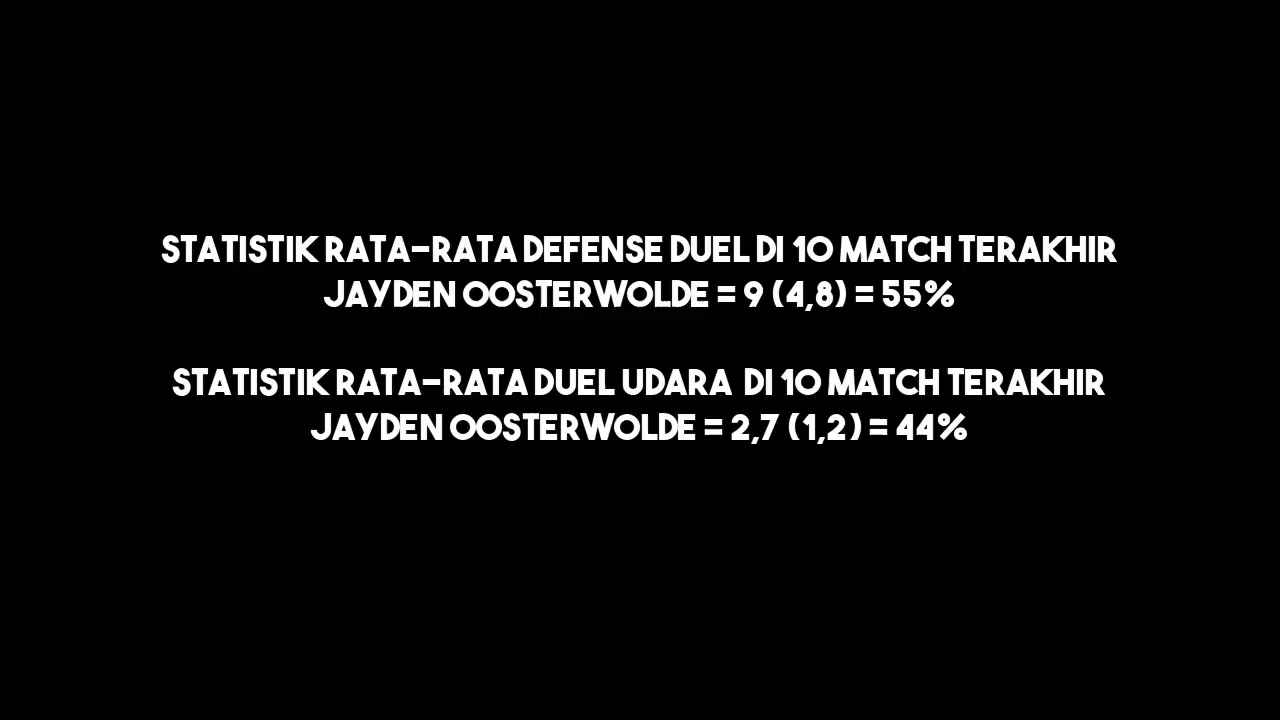 STATISTIK RATA-RATA DEFENSE DUEL DI 10 MATCH TERAKHIR
JAYDEN OOSTERWOLDE = 9 (4,8) = 55%
STATISTIK RATA-RATA DUEL UDARA DI 10 MATCH TERAKHIR
JAYDEN OOSTERWOLDE = 2,7 (1,2) = 44%